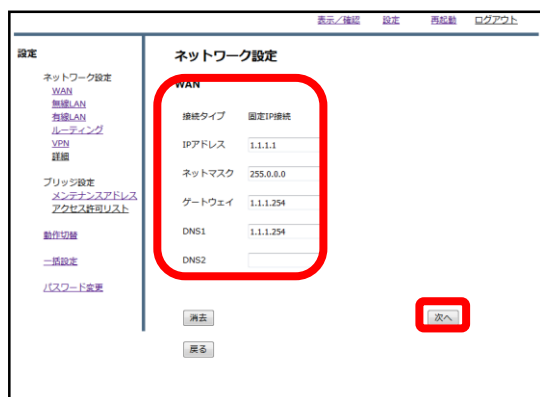 表示／確認 設定 再起動 ログアウト
設定
ネットワーク設定
WAN
無線LAN
有線LAN
ルーティング
VPN
詳細
ブリッジ設定
メンテナンスアドレス
アクセス許可リスト
動作切替
一括設定
パスワード変更
ネットワーク設定
WAN
接続タイプ 固定IP接続
IPアドレス 1.1.1.1
ネットマスク 255.0.0.0
ゲートウェイ 1.1.1.254
DNS1 1.1.1.254
DNS2
消去 次へ
戻る